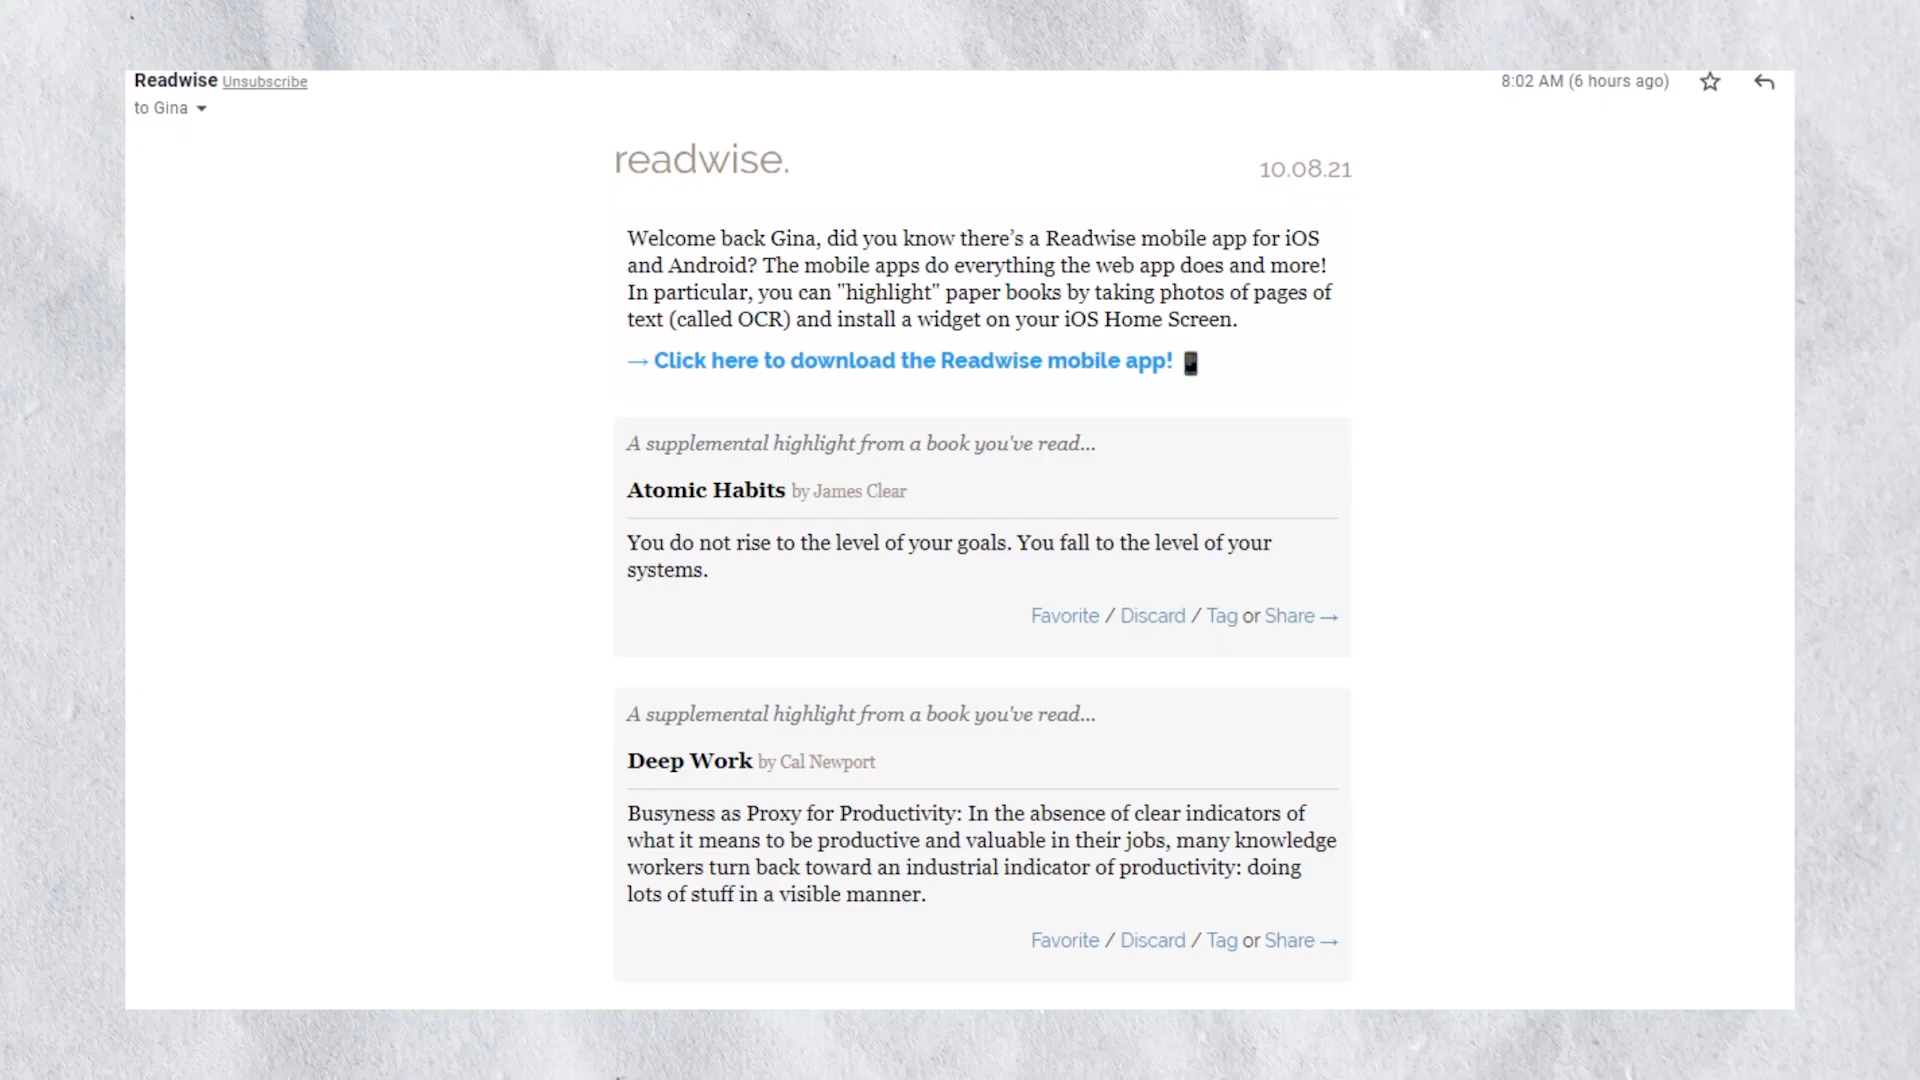 Readwise Unsubscribe
8:02 AM (6 hours ago)
to Gina
readwise.
10.08.21
Welcome back Gina, did you know there’s a Readwise mobile app for iOS
and Android? The mobile apps do everything the web app does and more!
In particular, you can "highlight" paper books by taking photos of pages of
text (called OCR) and install a widget on your iOS Home Screen.
→ Click here to download the Readwise mobile app! 📱
A supplemental highlight from a book you've read...
Atomic Habits by James Clear
You do not rise to the level of your goals. You fall to the level of your
systems.
Favorite / Discard / Tag or Share →
A supplemental highlight from a book you've read...
Deep Work by Cal Newport
Busyness as Proxy for Productivity: In the absence of clear indicators of
what it means to be productive and valuable in their jobs, many knowledge
workers turn back toward an industrial indicator of productivity: doing
lots of stuff in a visible manner.
Favorite / Discard / Tag or Share →